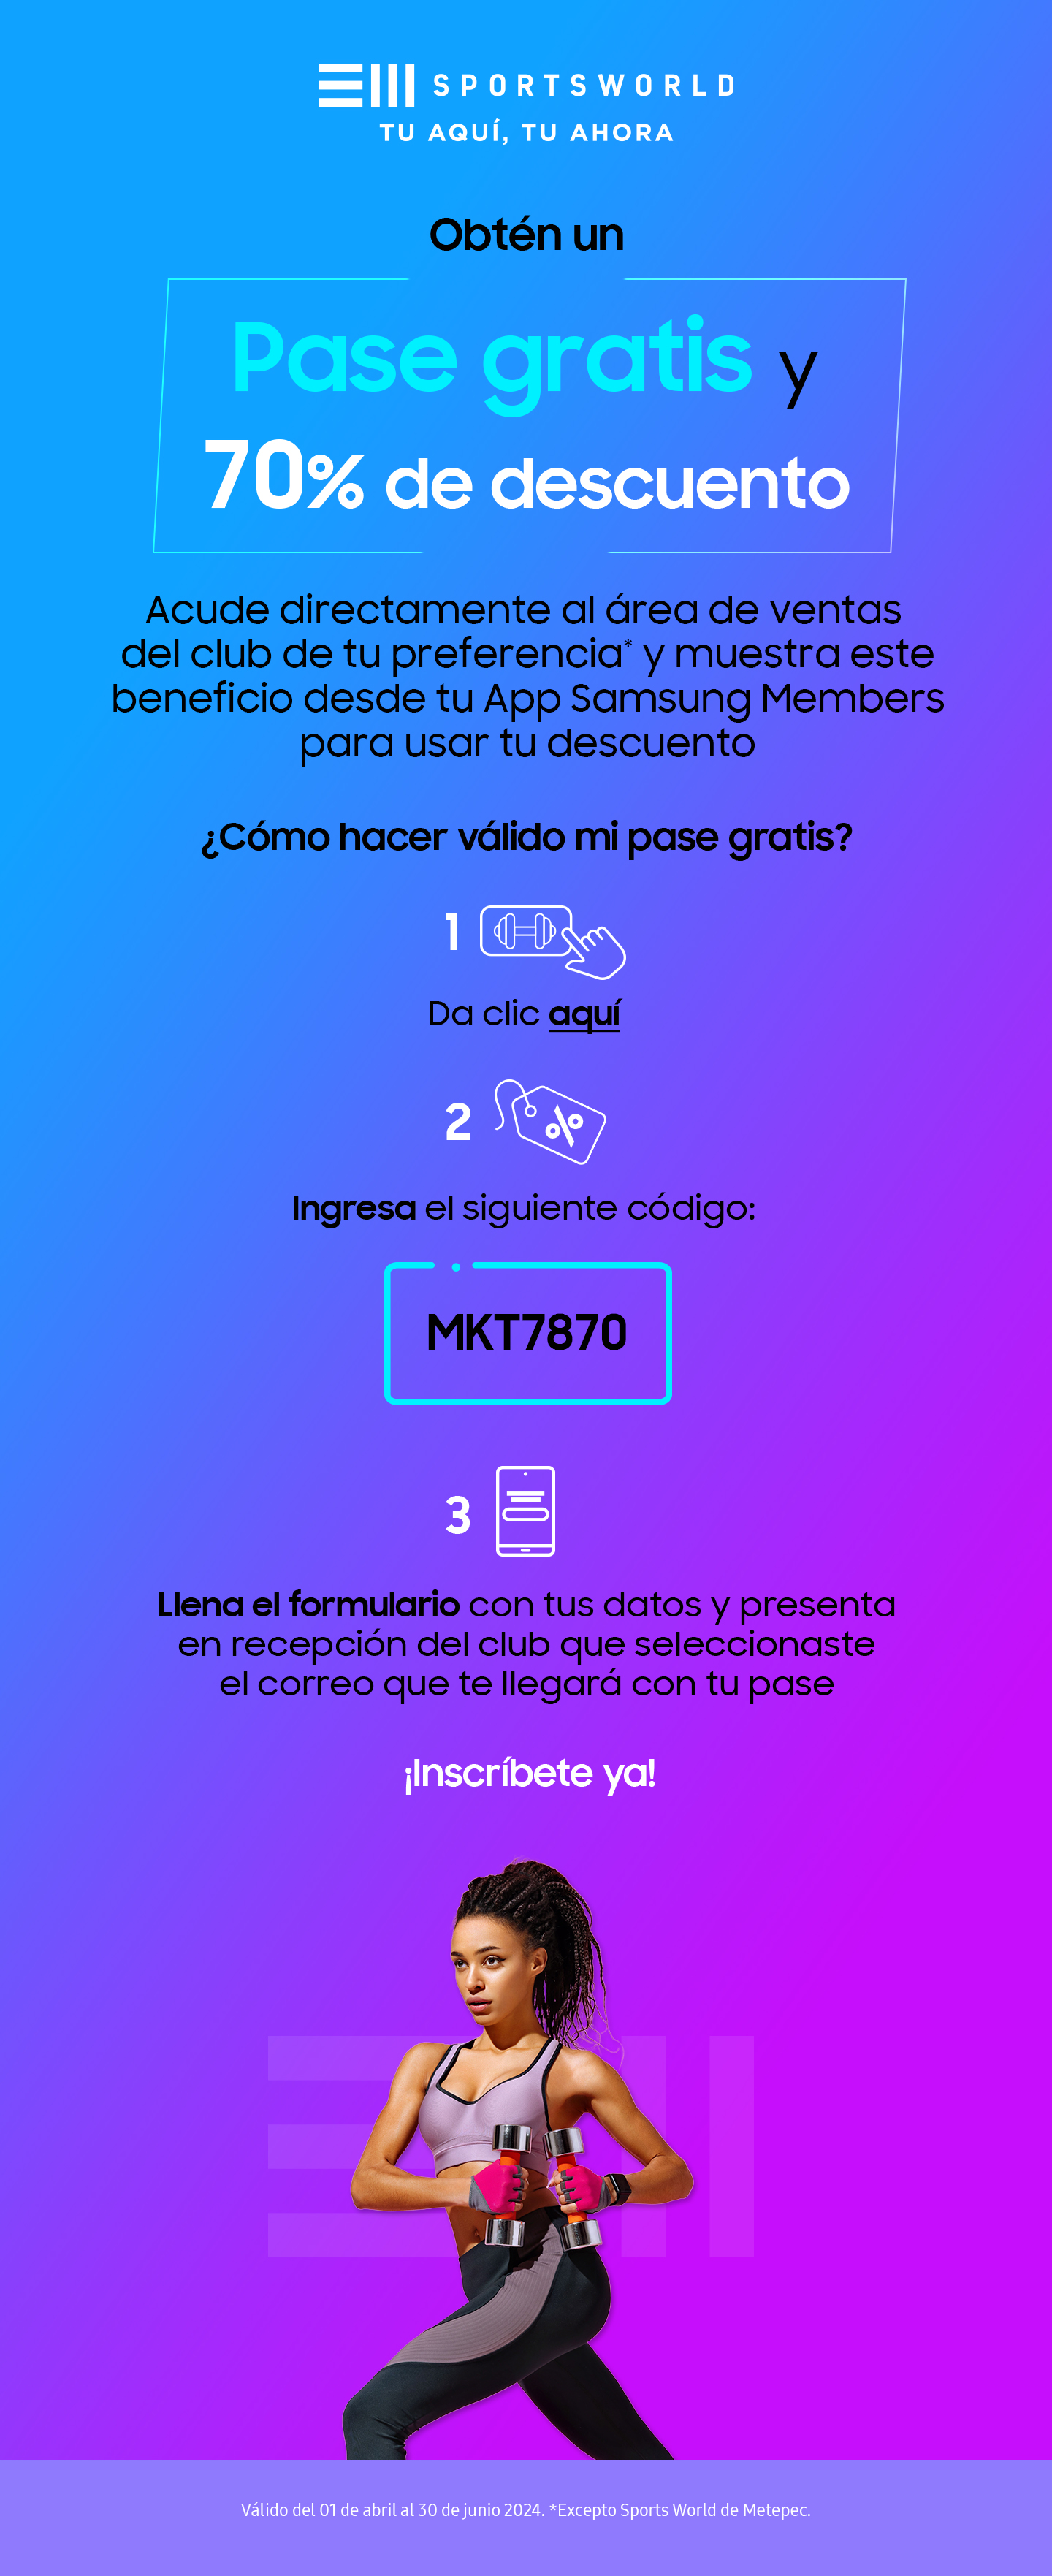 SPORTSWORLD
TU AQUÍ, TU AHORA
Obtén un
Pase gratis y
70% de descuento
Acude directamente al área de ventas
del club de tu preferencia* y muestra este
beneficio desde tu App Samsung Members
para usar tu descuento
¿Cómo hacer válido mi pase gratis?
1
Da clic aquí
2
%
Ingresa el siguiente código:
MKT7870
3
Llena el formulario con tus datos y presenta
en recepción del club que seleccionaste
el correo que te llegará con tu pase
¡Inscríbete ya!
Válido del 01 de abril al 30 de junio 2024. *Excepto Sports World de Metepec.